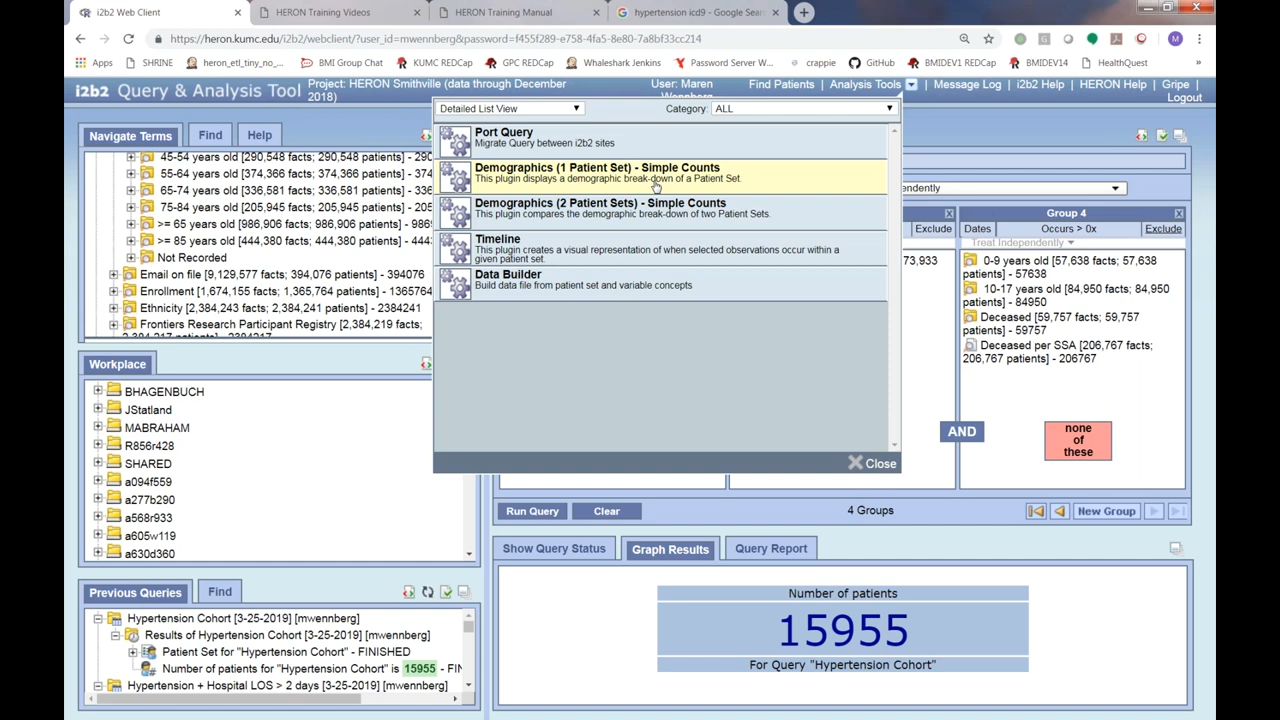 i2b2 Web Client
HERON Training Videos
HERON Training Manual
hypertension icd9 - Google Sear
https://heron.kumc.edu/i2b2/webclient/?user_id=mwennberg&password=f455f289-e758-4fa5-8e80-7a8bf33cc214
M
Apps
SHRINE
heron_etl_tiny_no_...
BMI Group Chat
KUMC REDCap
GPC REDCap
Whaleshark Jenkins
Password Server W...
crappie
GitHub
BMIDEV1 REDCap
BMIDEV14
HealthQuest
»
i2b2 Query & Analysis Tool
Project: HERON Smithville (data through December
2018)
User: Maren
Find Patients
Analysis Tools
Message Log
i2b2 Help
HERON Help
Gripe
Logout
Navigate Terms
Find
Help
45-54 years old [290,548 facts; 290,548 patients] - 290
55-64 years old [374,366 facts; 374,366 patients] - 374
65-74 years old [336,581 facts; 336,581 patients] - 336
75-84 years old [205,945 facts; 205,945 patients] - 205
>= 65 years old [986,906 facts; 986,906 patients] - 986
>= 85 years old [444,380 facts; 444,380 patients] - 444
Not Recorded
Email on file [9,129,577 facts; 394,076 patients] - 394076
Enrollment [1,674,155 facts; 1,365,764 patients] - 1365764
Ethnicity [2,384,243 facts; 2,384,241 patients] - 2384241
Frontiers Research Participant Registry [2,384,219 facts;
Detailed List View
Category:
ALL
Port Query
Migrate Query between i2b2 sites
Demographics (1 Patient Set) - Simple Counts
This plugin displays a demographic break-down of a Patient Set.
Demographics (2 Patient Sets) - Simple Counts
This plugin compares the demographic break-down of two Patient Sets.
Timeline
This plugin creates a visual representation of when selected observations occur within a
given patient set.
Data Builder
Build data file from patient set and variable concepts
Close
endently
Exclude
73,933
Group 4
Dates
Occurs > 0x
Exclude
Treat Independently
0-9 years old [57,638 facts; 57,638
patients] - 57638
10-17 years old [84,950 facts; 84,950
patients] - 84950
Deceased [59,757 facts; 59,757
patients] - 59757
Deceased per SSA [206,767 facts;
206,767 patients] - 206767
AND
none
of
these
Workplace
BHAGENBUCH
JStatland
MABRAHAM
R856r428
SHARED
a094f559
a277b290
a568r933
a605w119
a630d360
Run Query
Clear
4 Groups
New Group
Show Query Status
Graph Results
Query Report
Number of patients
15955
For Query "Hypertension Cohort"
Previous Queries
Find
Hypertension Cohort [3-25-2019] [mwennberg]
Results of Hypertension Cohort [3-25-2019] [mwennberg]
Patient Set for "Hypertension Cohort" - FINISHED
Number of patients for "Hypertension Cohort" is 15955 - FIN
Hypertension + Hospital LOS > 2 days [3-25-2019] [mwennberg]